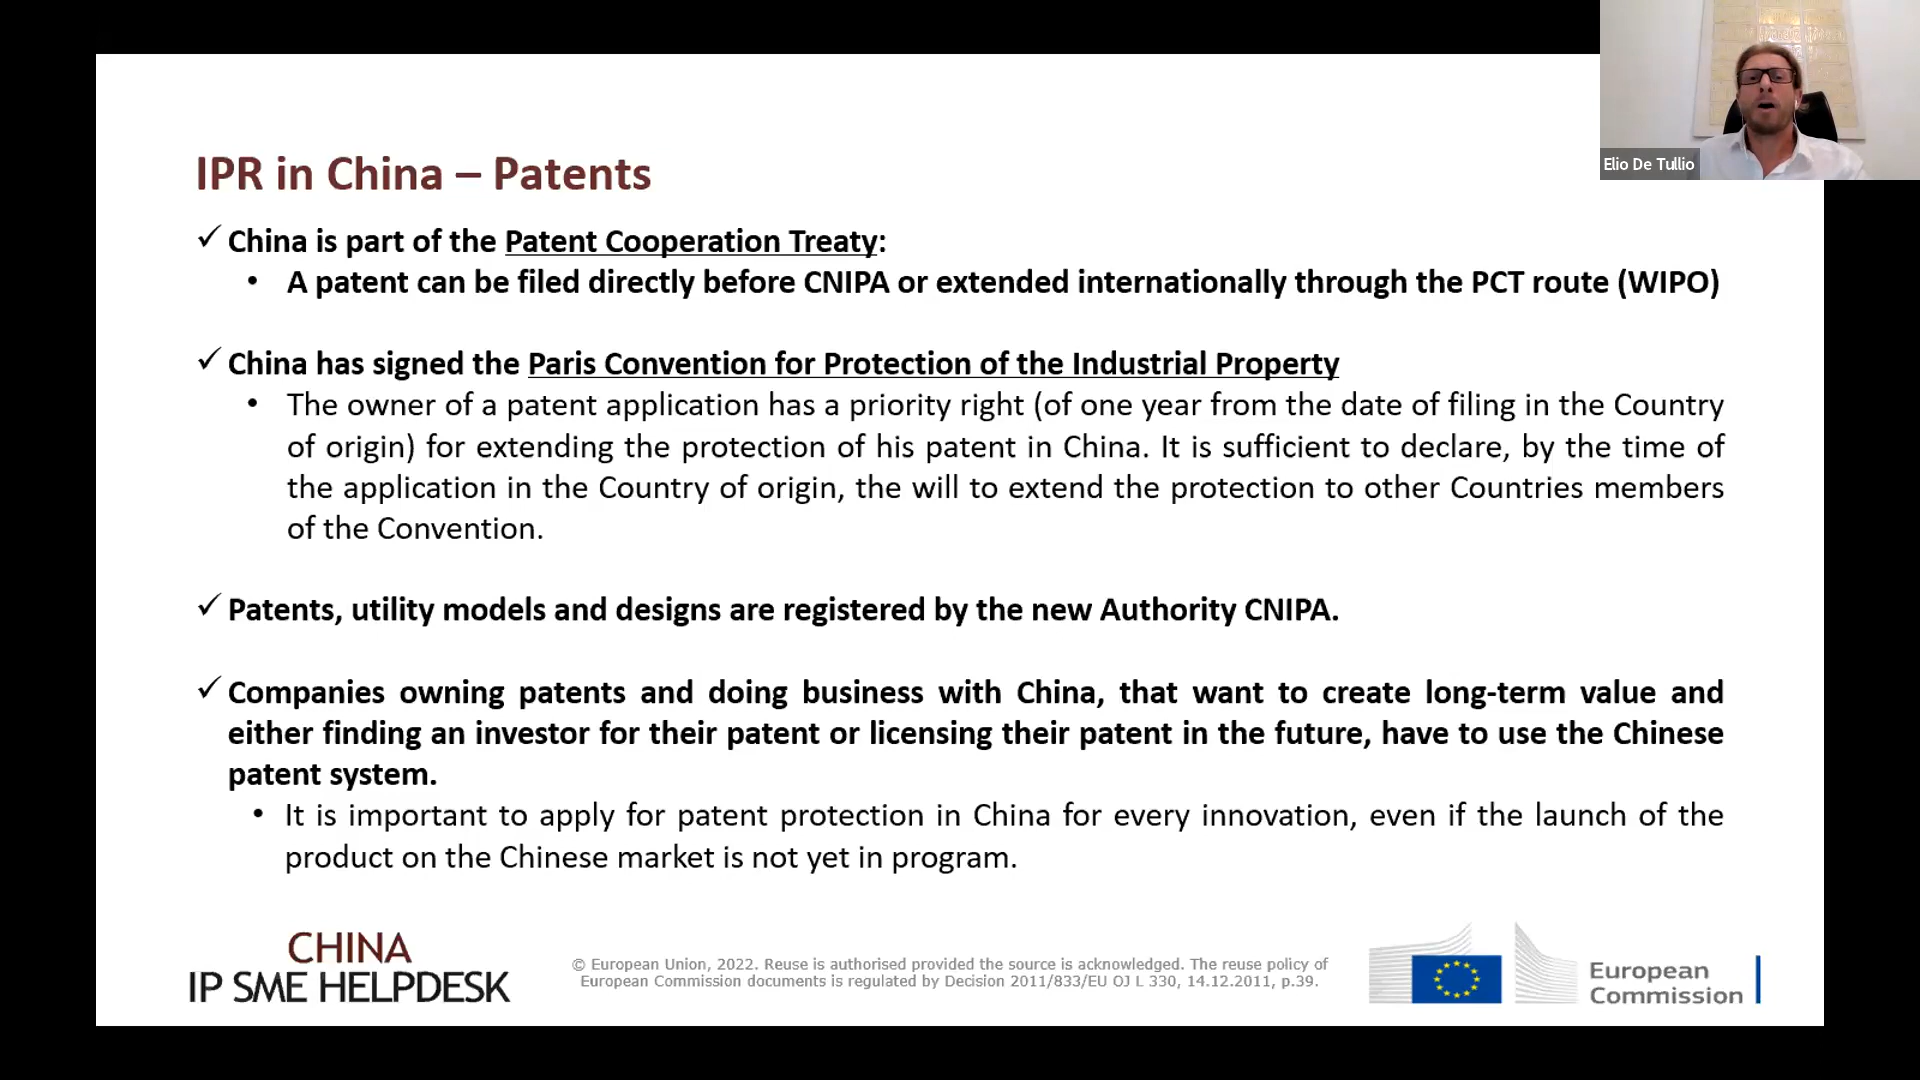 Elio De Tullio
IPR in China – Patents
✓ China is part of the Patent Cooperation Treaty:
• A patent can be filed directly before CNIPA or extended internationally through the PCT route (WIPO)
✓ China has signed the Paris Convention for Protection of the Industrial Property
• The owner of a patent application has a priority right (of one year from the date of filing in the Country
of origin) for extending the protection of his patent in China. It is sufficient to declare, by the time of
the application in the Country of origin, the will to extend the protection to other Countries members
of the Convention.
✓ Patents, utility models and designs are registered by the new Authority CNIPA.
✓ Companies owning patents and doing business with China, that want to create long-term value and
either finding an investor for their patent or licensing their patent in the future, have to use the Chinese
patent system.
• It is important to apply for patent protection in China for every innovation, even if the launch of the
product on the Chinese market is not yet in program.
CHINA
IP SME HELPDESK
© European Union, 2022. Reuse is authorised provided the source is acknowledged. The reuse policy of
European Commission documents is regulated by Decision 2011/833/EU OJ L 330, 14.12.2011, p.39.
European
Commission